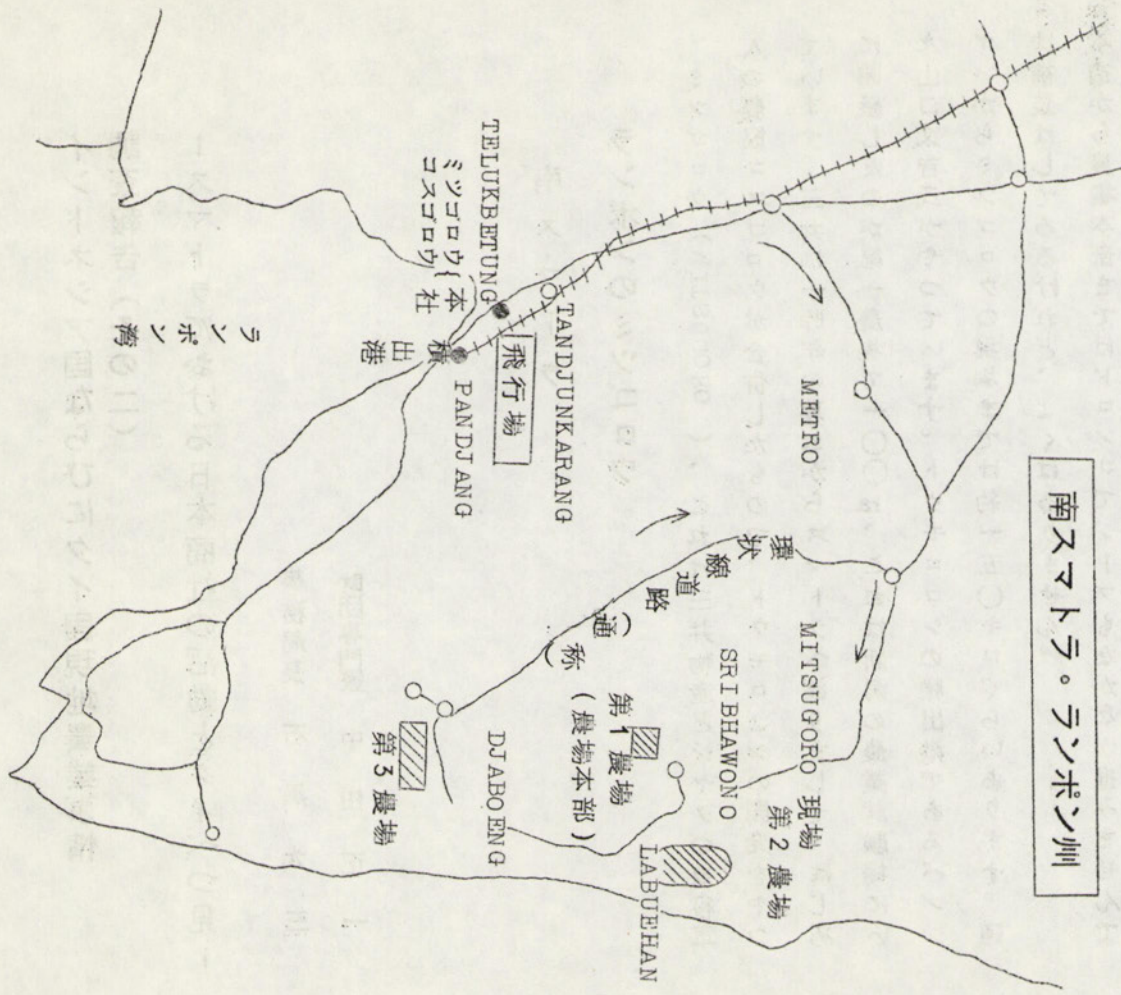 南スマトラ・ランポン州
METRO
TANDJUNKARANG
飛行場
TELUKBETUNG
ミツゴロウ｛本
コスゴロウ　社
積出港
PANDJANG
ランポン湾
環状線道路
（通称）
MITSUGORO
SRIBHAWONO
現場
第2農場
第1農場
（農場本部）
LABUEHAN
DJABOENG
第3農場